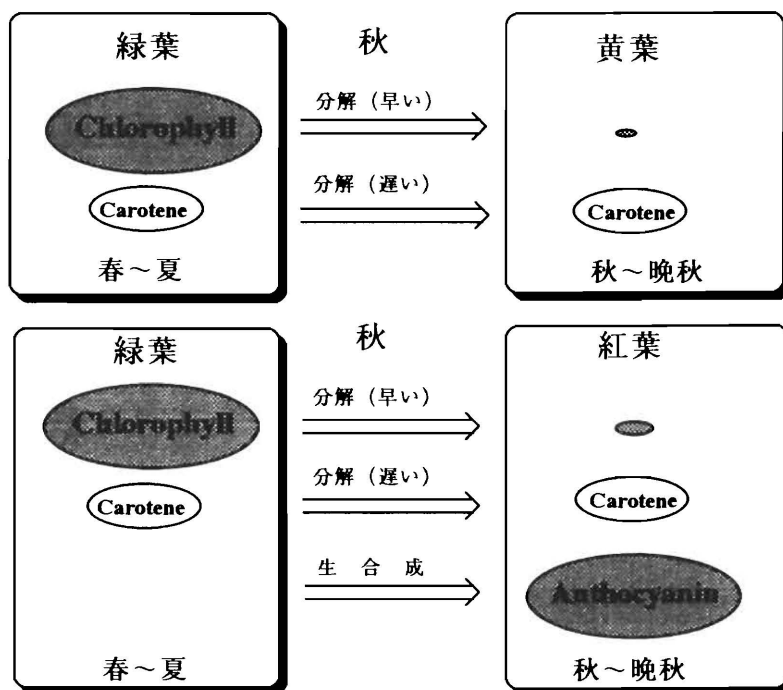 緑葉 秋 黄葉
分解（早い）
Chlorophyll
分解（遅い）
Carotene Carotene
春～夏 秋～晩秋
緑葉 秋 紅葉
分解（早い）
Chlorophyll
分解（遅い）
Carotene Carotene
生 合 成
Anthocyanin
春～夏 秋～晩秋